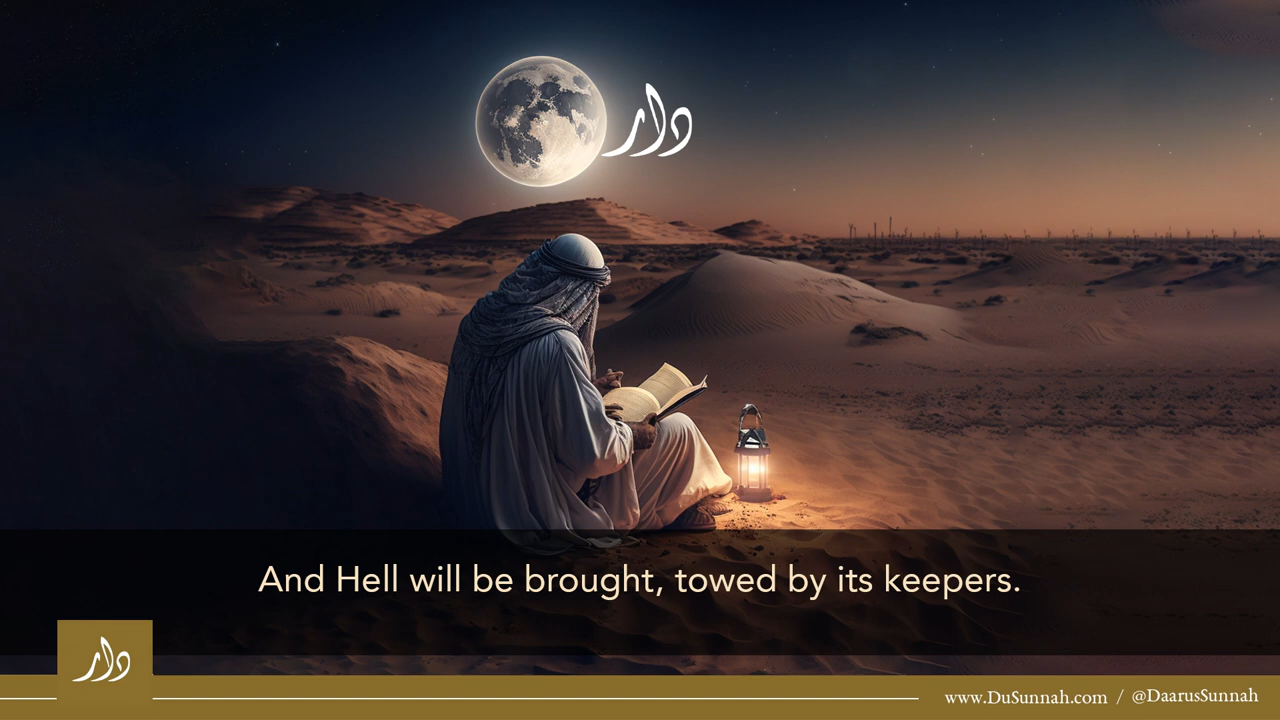 دار
And Hell will be brought, towed by its keepers.
دار
www.DuSunnah.com / @DaarusSunnah